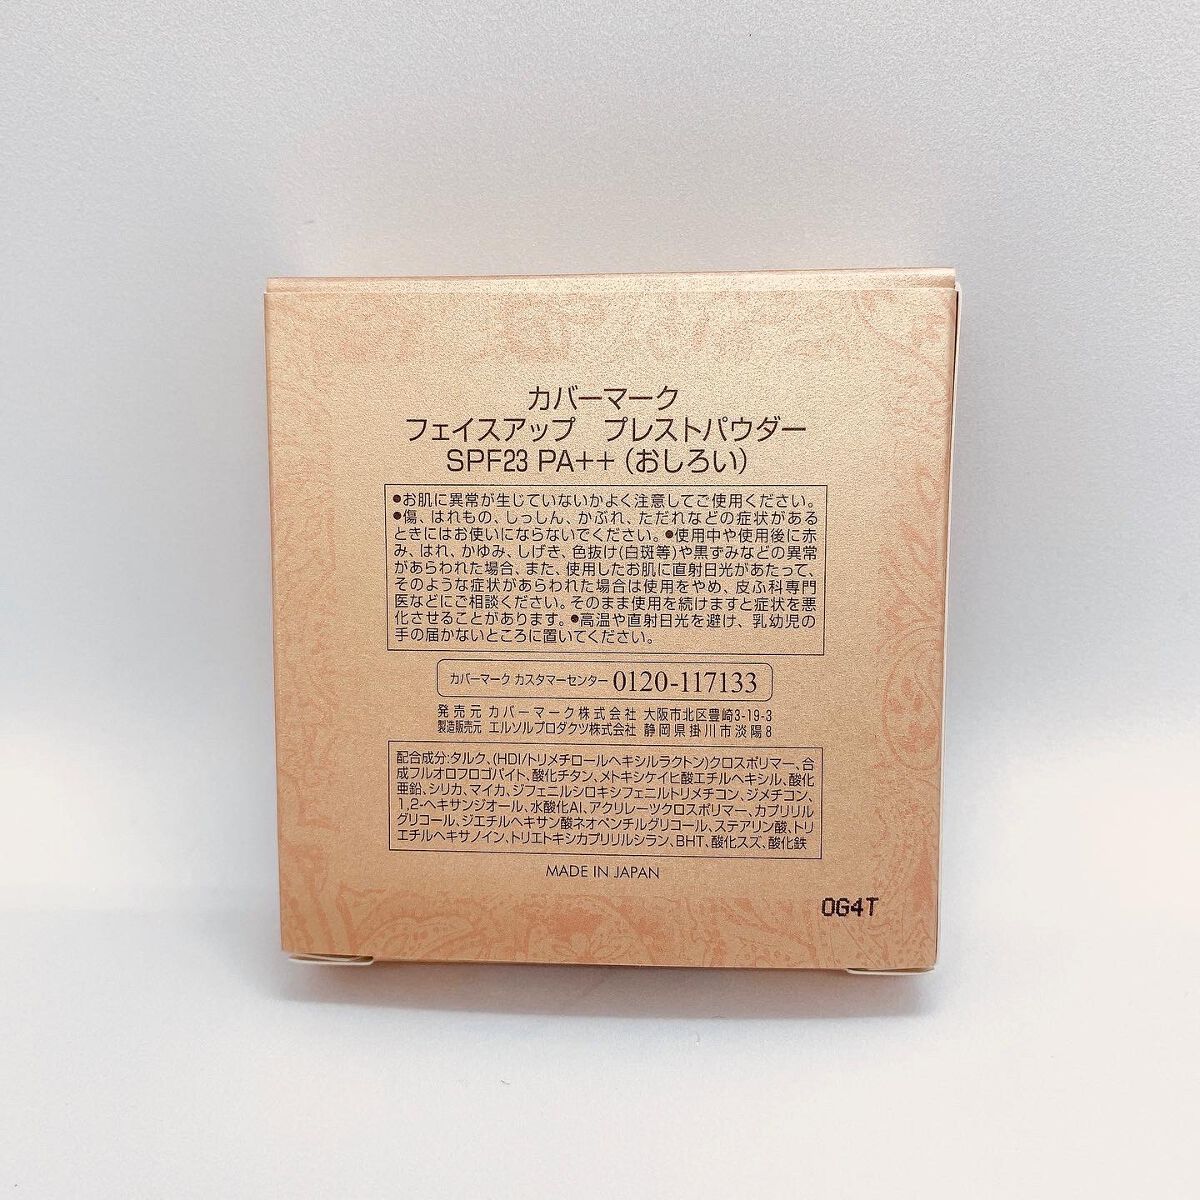 カバーマーク
フェイスアップ　プレストパウダー
SPF23 PA++（おしろい）
●お肌に異常が生じていないかよく注意してご使用ください。
●傷、はれもの、しっしん、かぶれ、ただれなどの症状がある
ときにはお使いにならないでください。●使用中や使用後に赤
み、はれ、かゆみ、しげき、色抜け(白斑等)や黒ずみなどの異常
があらわれた場合、また、使用したお肌に直射日光があたって、
そのような症状があらわれた場合は使用をやめ、皮ふ科専門
医などにご相談ください。そのまま使用を続けますと症状を悪
化させることがあります。●高温や直射日光を避け、乳幼児の
手の届かないところに置いてください。
カバーマーク カスタマーセンター 0120-117133
発売元 カバーマーク株式会社 大阪市北区豊崎3-19-3
製造販売元 エルソルプロダクツ株式会社 静岡県掛川市淡陽8
配合成分:タルク、(HDI/トリメチロールヘキシルラクトン)クロスポリマー、合
成フルオロフロゴパイト、酸化チタン、メトキシケイヒ酸エチルヘキシル、酸化
亜鉛、シリカ、マイカ、ジフェニルシロキシフェニルトリメチコン、ジメチコン、
1,2-ヘキサンジオール、水酸化Al、アクリレーツクロスポリマー、カプリリル
グリコール、ジエチルヘキサン酸ネオペンチルグリコール、ステアリン酸、トリ
エチルヘキサノイン、トリエトキシカプリリルシラン、BHT、酸化スズ、酸化鉄
MADE IN JAPAN
0G4T